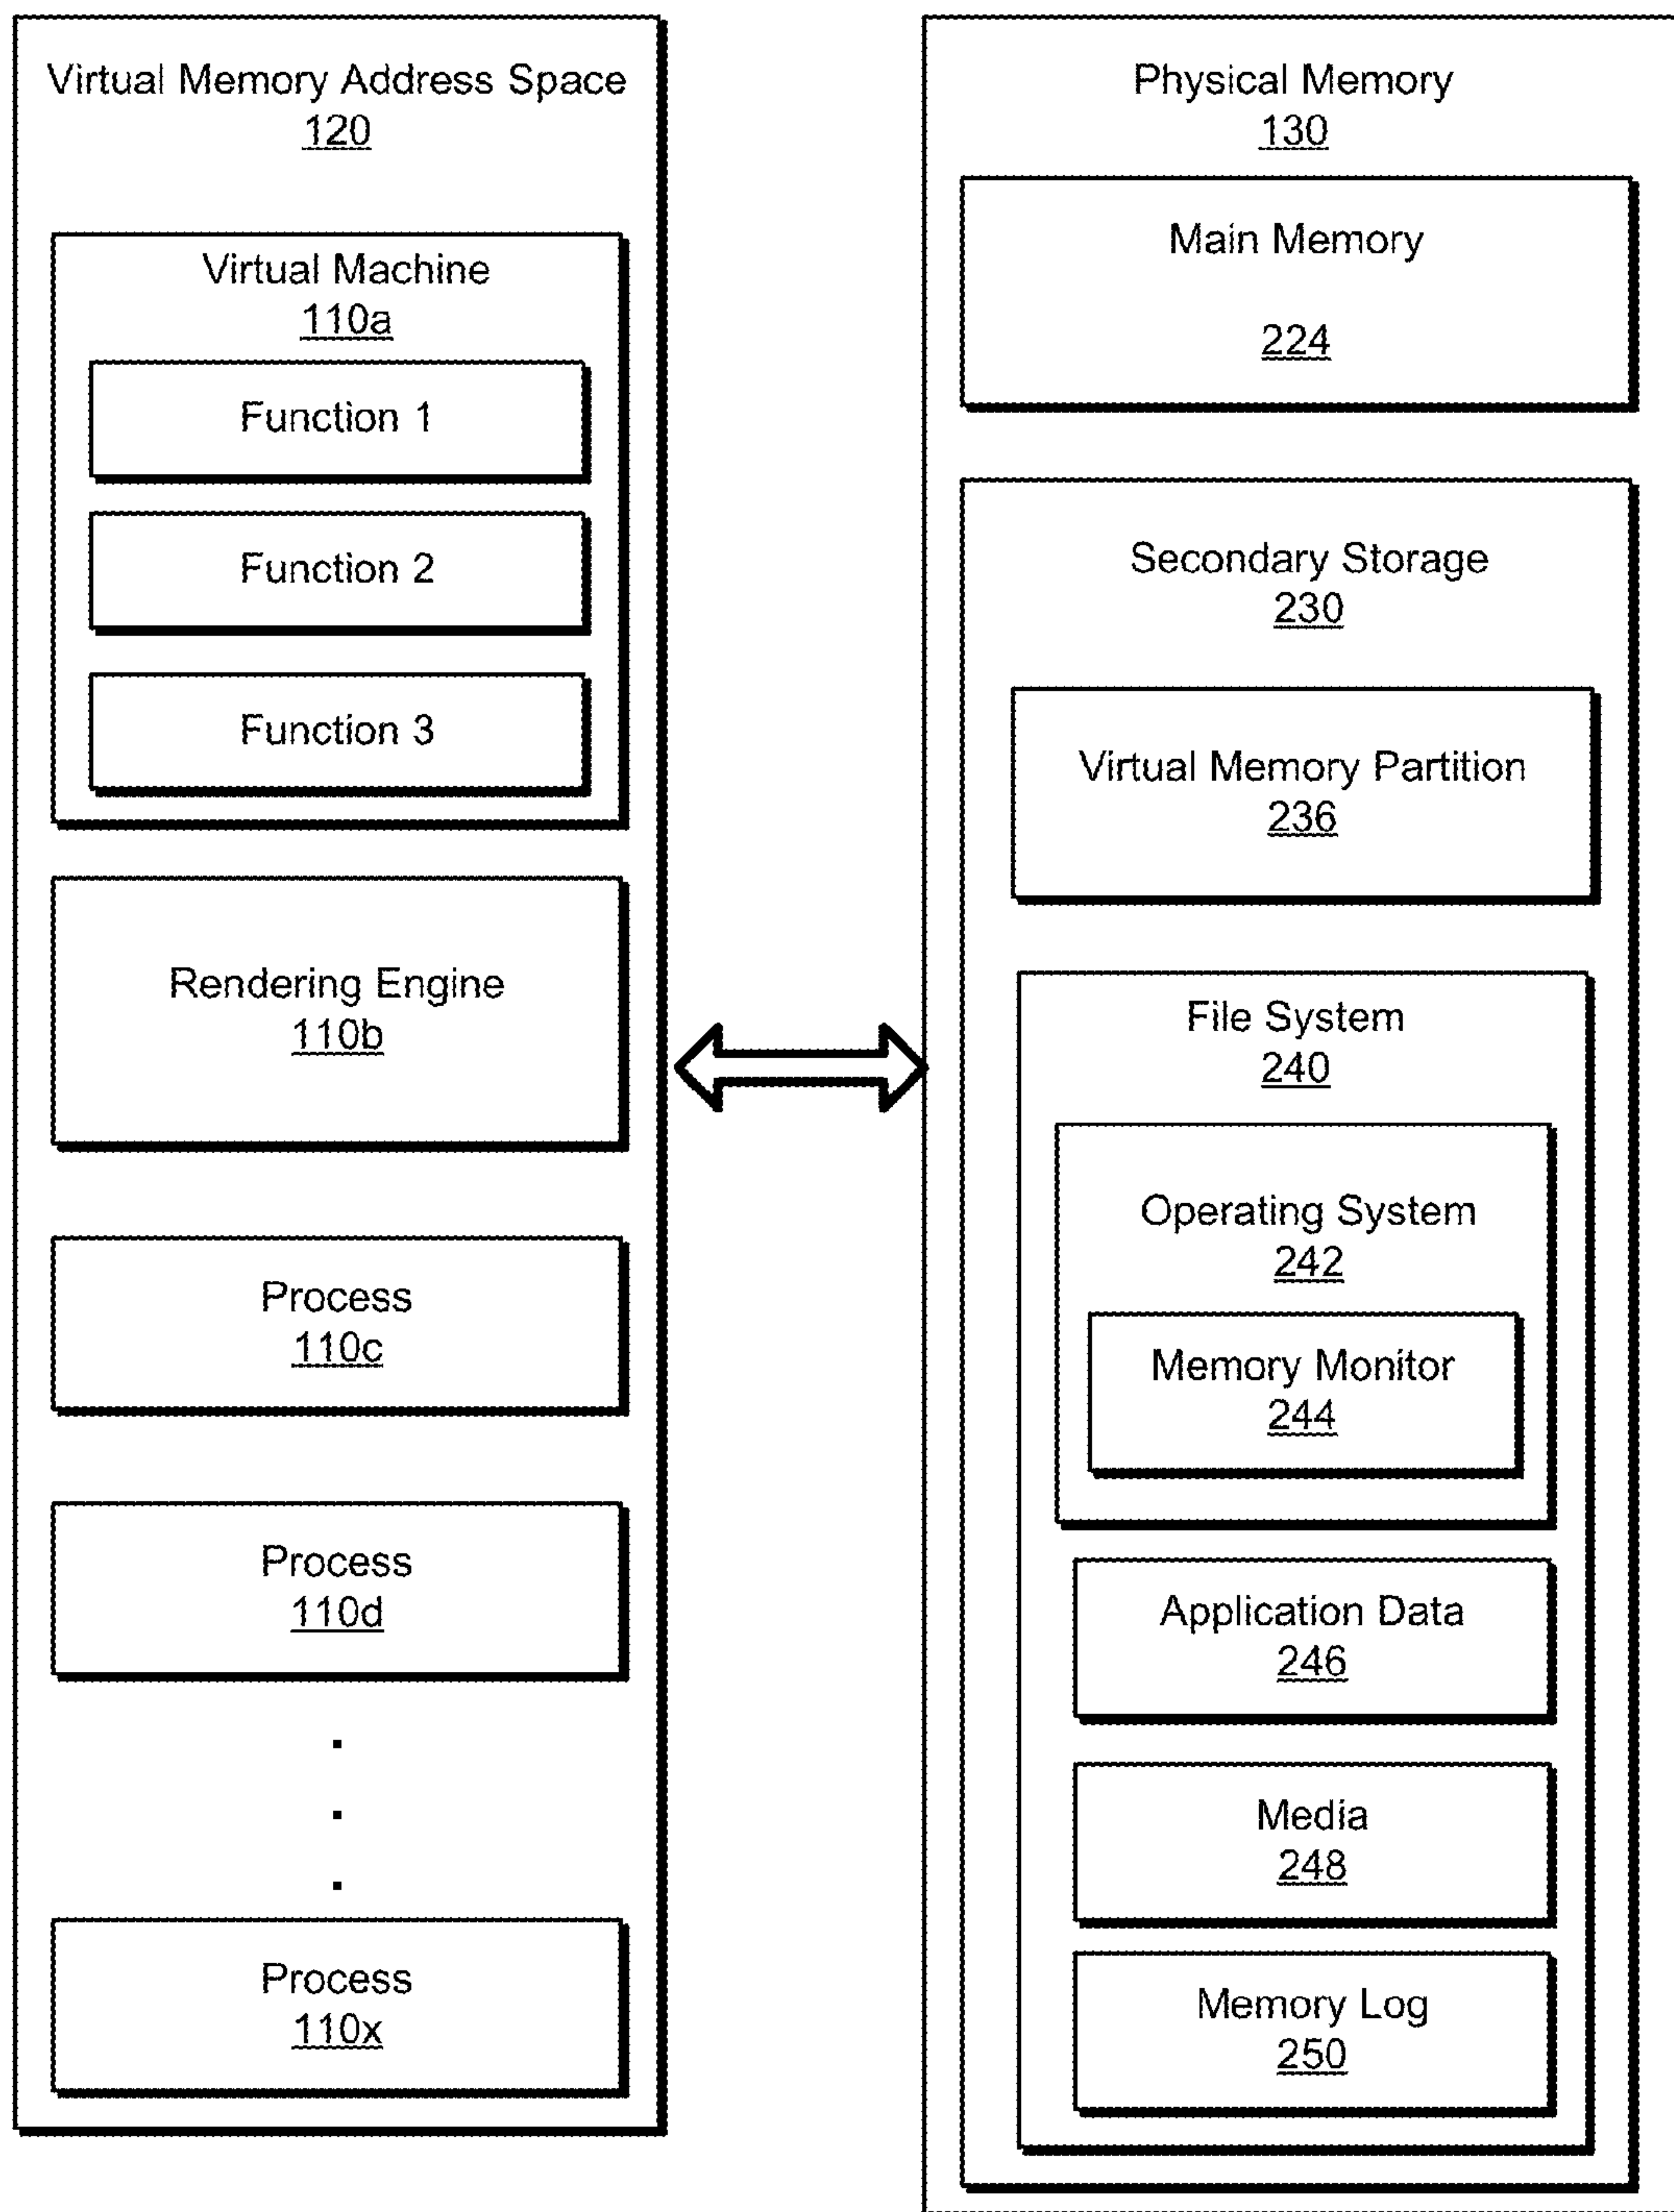 Virtual Memory Address Space
120
Virtual Machine
110a
Function 1
Function 2
Function 3
Rendering Engine
110b
Process
110c
Process
110d
.
.
.
Process
110x
Physical Memory
130
Main Memory
224
Secondary Storage
230
Virtual Memory Partition
236
File System
240
Operating System
242
Memory Monitor
244
Application Data
246
Media
248
Memory Log
250